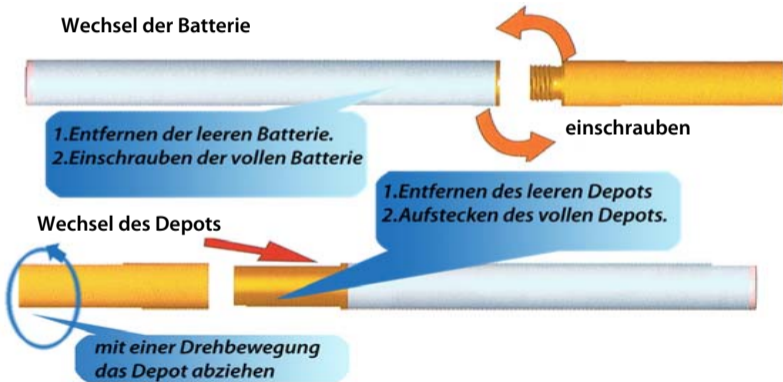 Wechsel der Batterie
1.Entfernen der leeren Batterie.
2.Einschrauben der vollen Batterie
einschrauben
1.Entfernen des leeren Depots
2.Aufstecken des vollen Depots.
Wechsel des Depots
mit einer Drehbewegung
das Depot abziehen